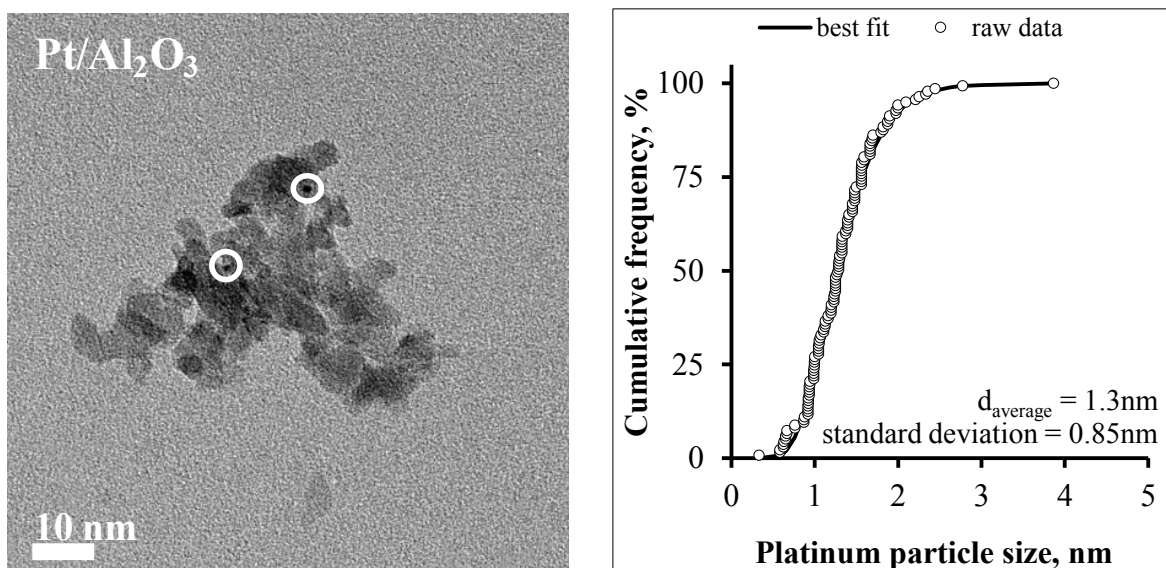 Pt/Al₂O₃
10 nm
best fit
raw data
Cumulative frequency, %
100
75
50
25
0
d_average = 1.3nm
standard deviation = 0.85nm
0 1 2 3 4 5
Platinum particle size, nm